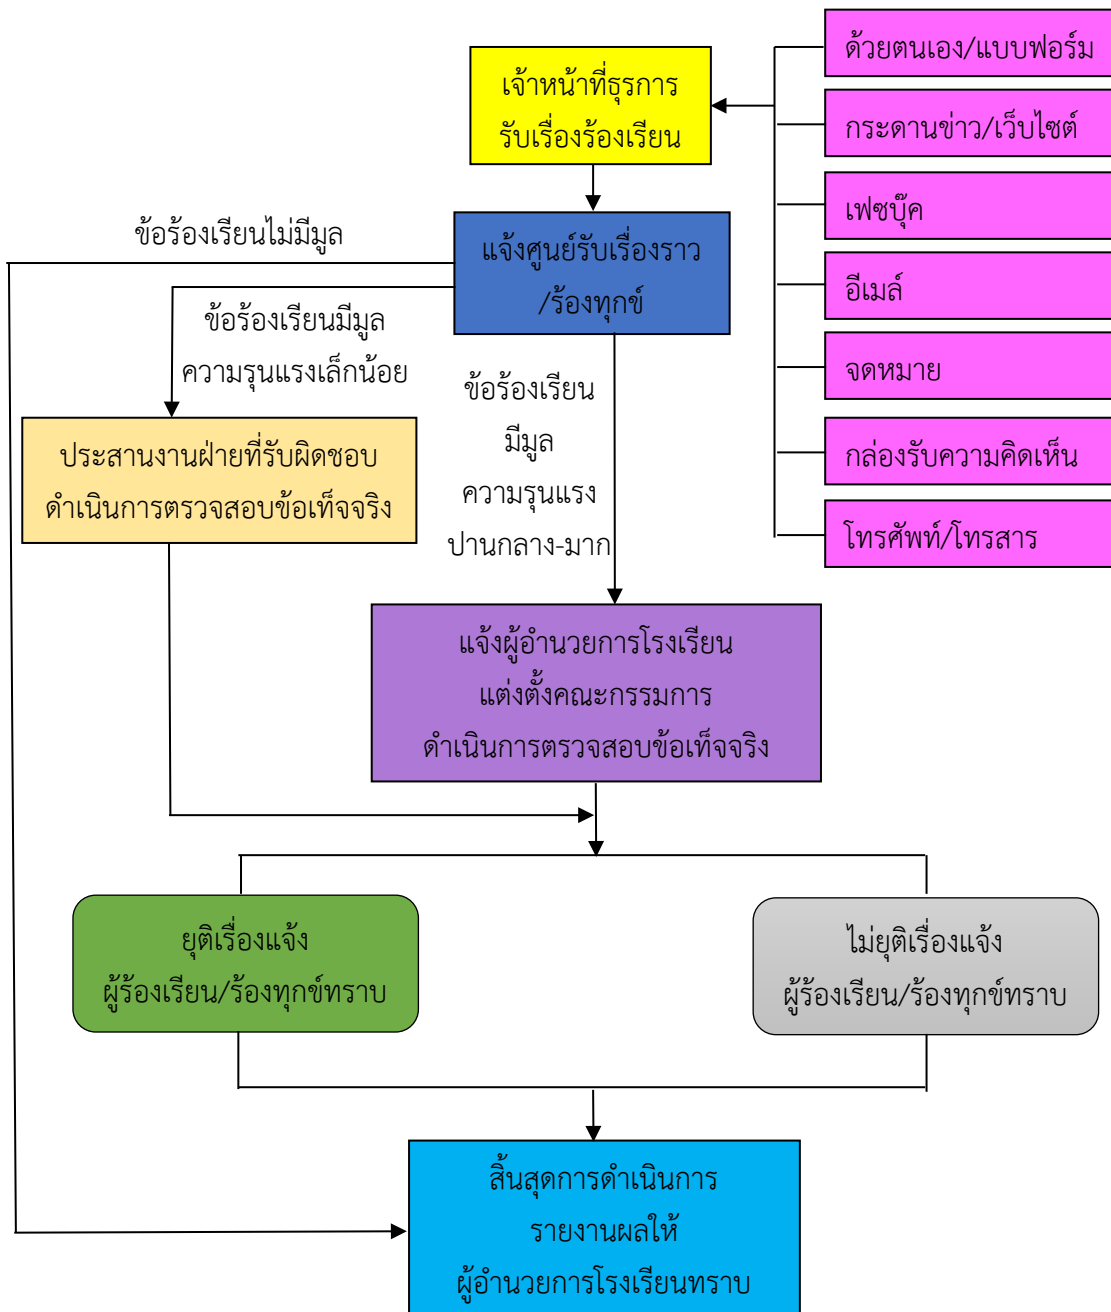 เจ้าหน้าที่ธุรการ
รับเรื่องร้องเรียน
ด้วยตนเอง/แบบฟอร์ม
กระดานข่าว/เว็บไซต์
เฟซบุ๊ค
อีเมล์
จดหมาย
กล่องรับความคิดเห็น
โทรศัพท์/โทรสาร
แจ้งศูนย์รับเรื่องราว
/ร้องทุกข์
ข้อร้องเรียนไม่มีมูล
ข้อร้องเรียนมีมูล
ความรุนแรงเล็กน้อย
ข้อร้องเรียน
มีมูล
ความรุนแรง
ปานกลาง-มาก
ประสานงานฝ่ายที่รับผิดชอบ
ดำเนินการตรวจสอบข้อเท็จจริง
แจ้งผู้อำนวยการโรงเรียน
แต่งตั้งคณะกรรมการ
ดำเนินการตรวจสอบข้อเท็จจริง
ยุติเรื่องแจ้ง
ผู้ร้องเรียน/ร้องทุกข์ทราบ
ไม่ยุติเรื่องแจ้ง
ผู้ร้องเรียน/ร้องทุกข์ทราบ
สิ้นสุดการดำเนินการ
รายงานผลให้
ผู้อำนวยการโรงเรียนทราบ